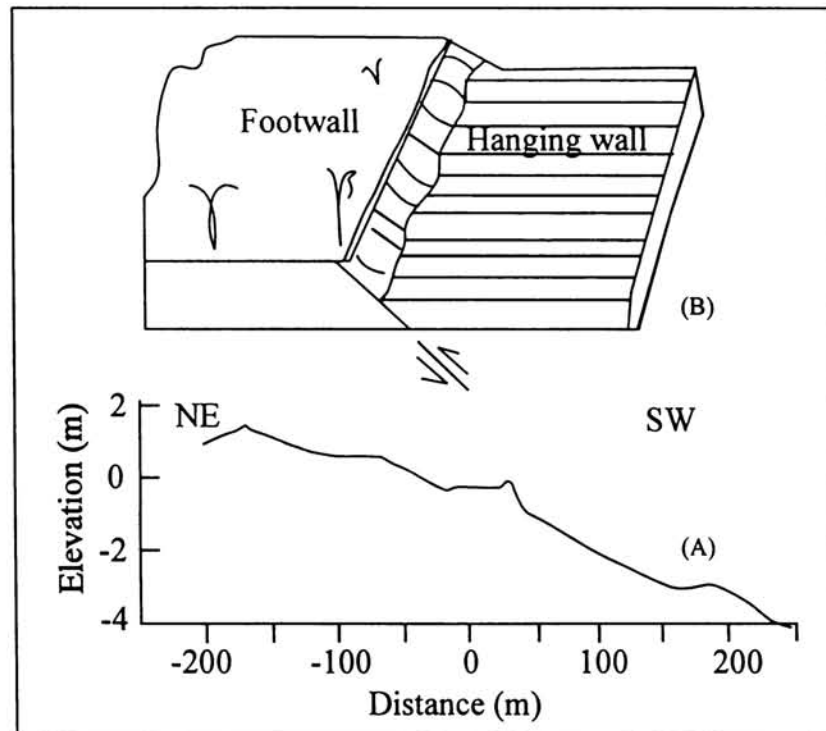 Footwall
Hanging wall
(B)
NE
SW
(A)
Elevation (m)
2
0
-2
-4
-200
-100
0
100
200
Distance (m)